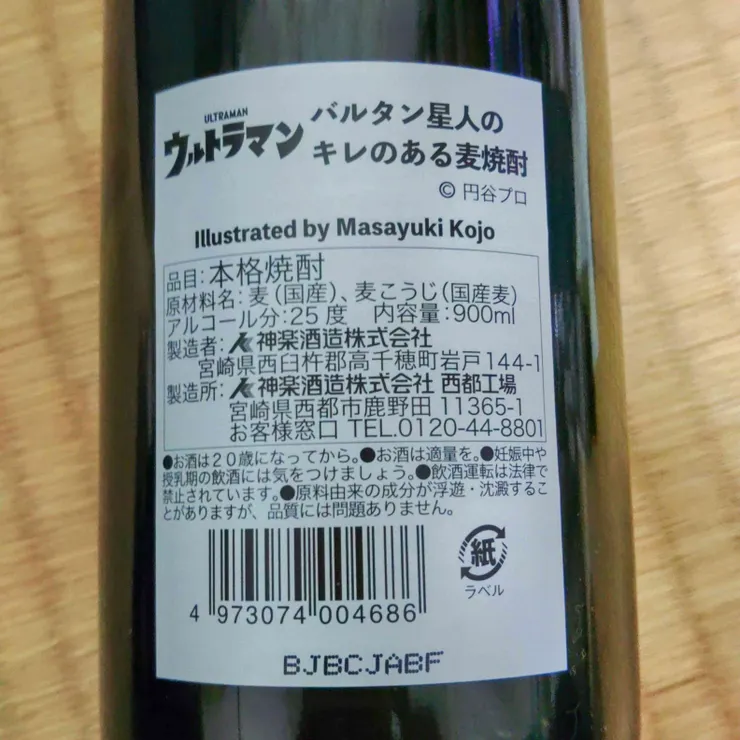 ULTRAMAN
ウルトラマン バルタン星人の
キレのある麦焼酎
© 円谷プロ
Illustrated by Masayuki Kojo
品目:本格焼酎
原材料名:麦(国産)、麦こうじ(国産麦)
アルコール分:25度 内容量:900ml
製造者:神楽酒造株式会社
宮崎県西臼杵郡高千穂町岩戸144-1
製造所:神楽酒造株式会社 西都工場
宮崎県西都市鹿野田 11365-1
お客様窓口 TEL.0120-44-8801
●お酒は20歳になってから。●お酒は適量を。●妊娠中や
授乳期の飲酒には気をつけましょう。●飲酒運転は法律で
禁止されています。●原料由来の成分が浮遊・沈澱するこ
とがありますが、品質には問題ありません。
紙
ラベル
4 973074 004686
BJBCJABF